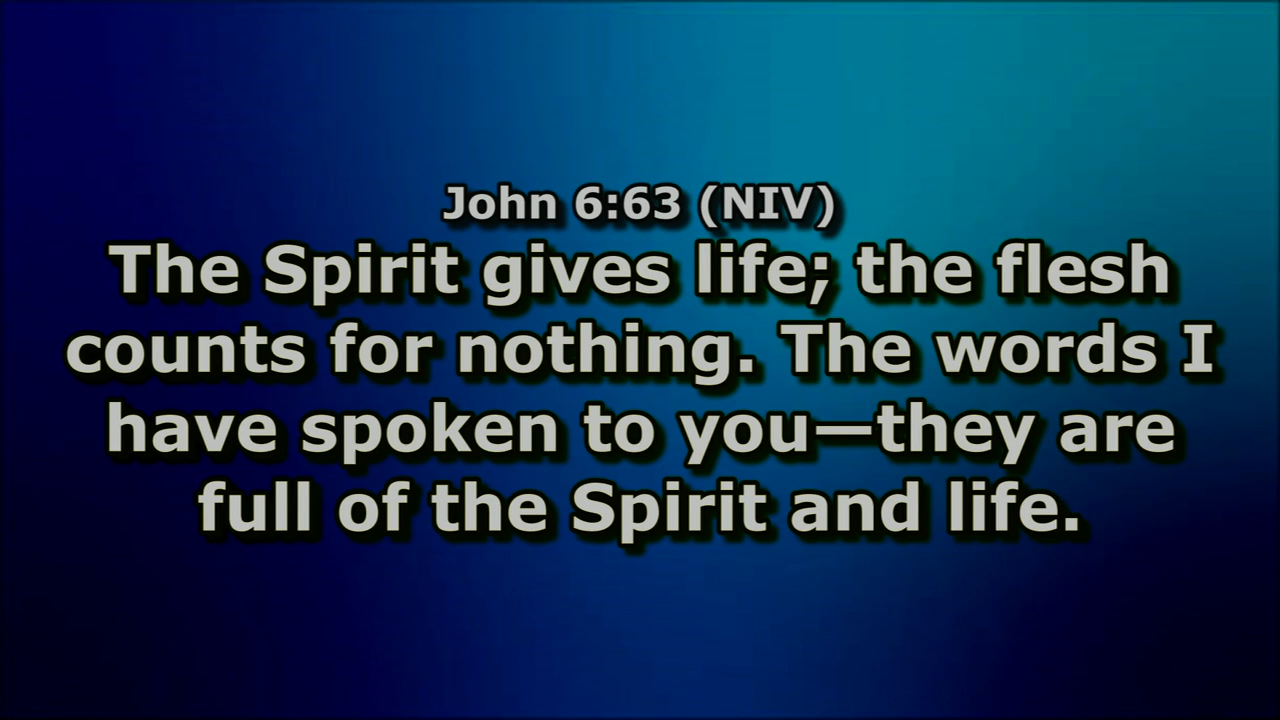 John 6:63 (NIV)
The Spirit gives life; the flesh
counts for nothing. The words I
have spoken to you—they are
full of the Spirit and life.